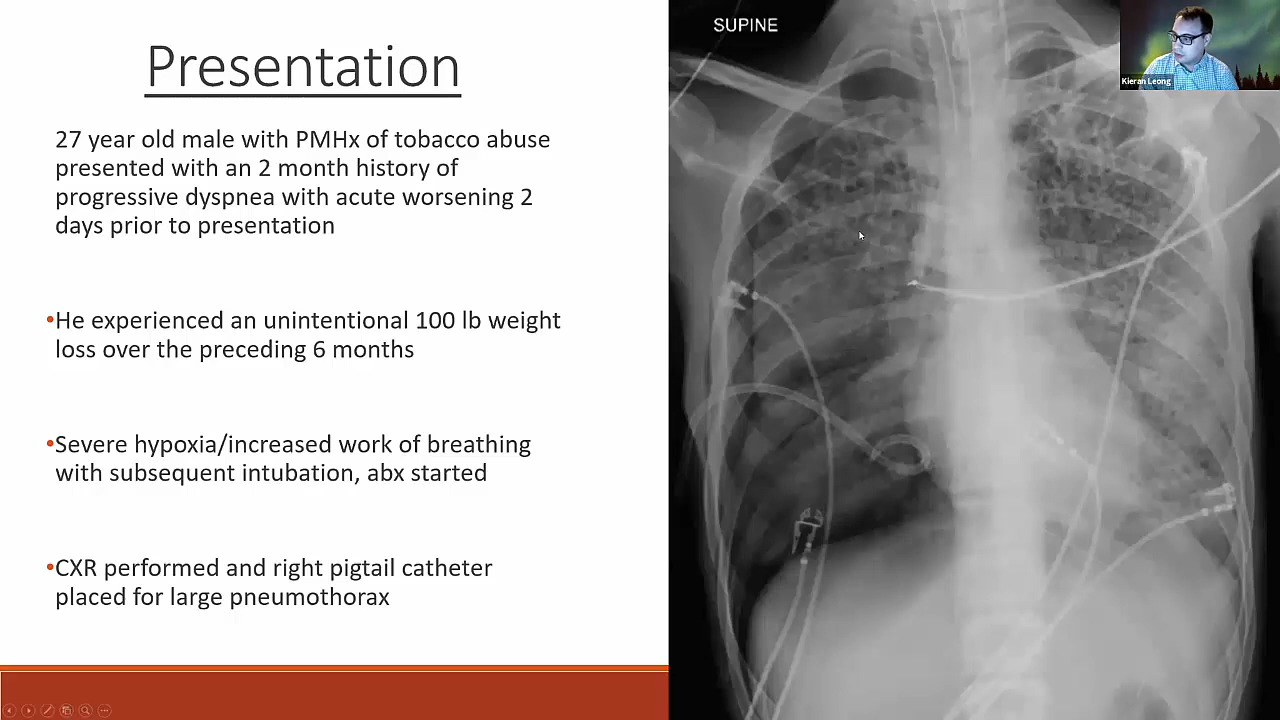 Presentation
27 year old male with PMHx of tobacco abuse
presented with an 2 month history of
progressive dyspnea with acute worsening 2
days prior to presentation
•He experienced an unintentional 100 lb weight
loss over the preceding 6 months
•Severe hypoxia/increased work of breathing
with subsequent intubation, abx started
•CXR performed and right pigtail catheter
placed for large pneumothorax
SUPINE
Kieran Leong